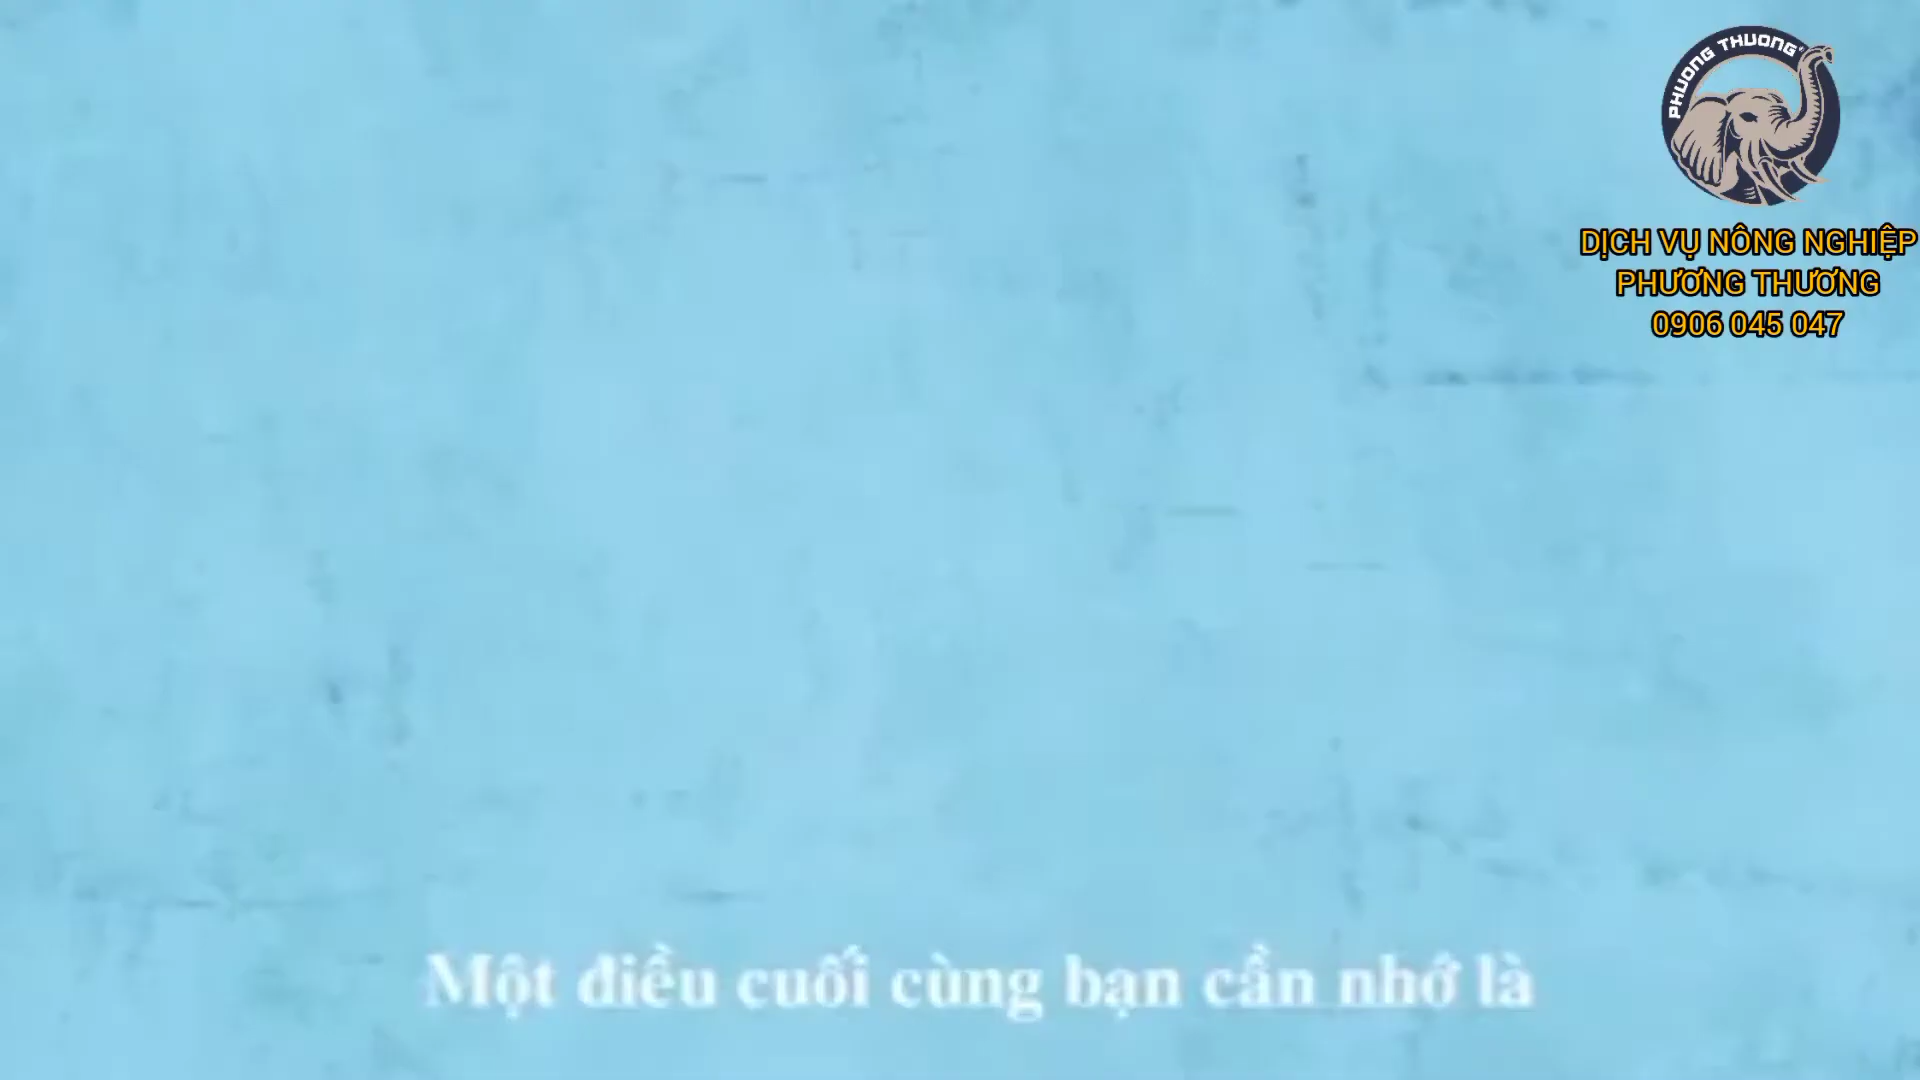 PHUONG THUONG
DỊCH VỤ NÔNG NGHIỆP
PHƯƠNG THƯƠNG
0906 045 047
Một điều cuối cùng bạn cần nhớ là